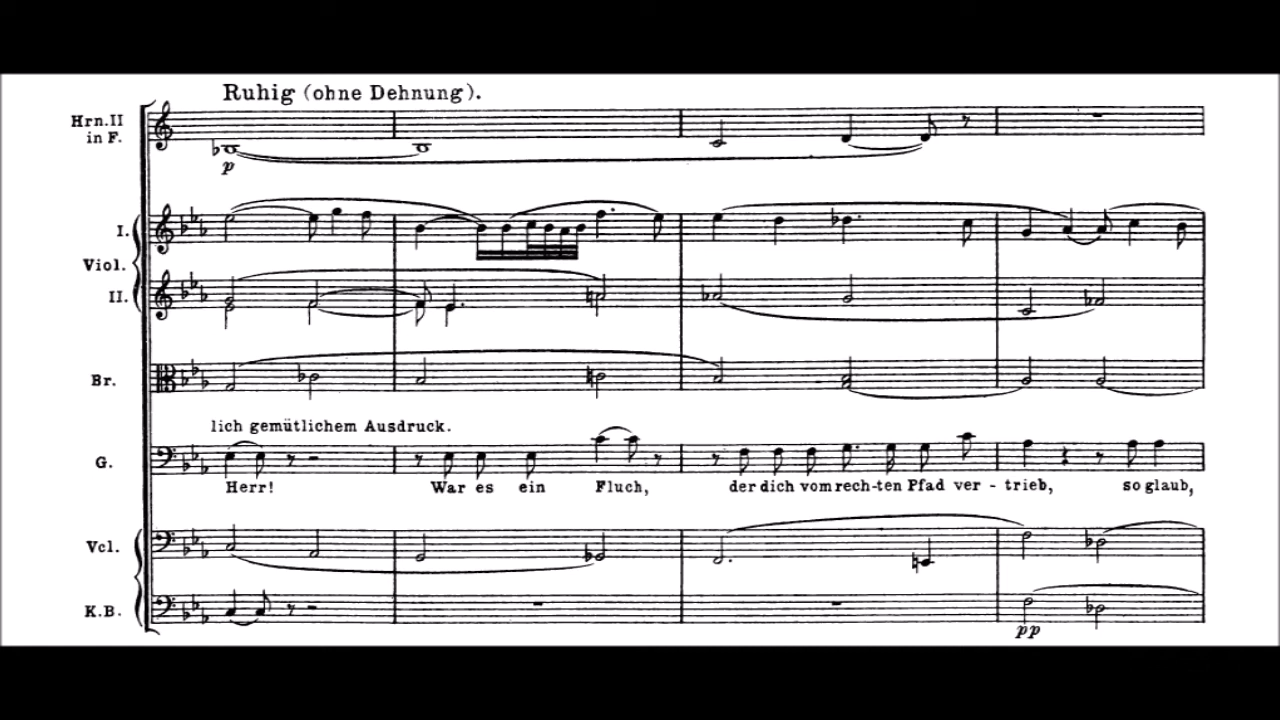 Ruhig (ohne Dehnung).
Hrn. II
in F.
p
I.
Viol.
II.
Br.
lich gemütlichem Ausdruck.
G.
Herr! War es ein Fluch, der dich vom rech-ten Pfad ver - trieb, so glaub,
Vcl.
K.B.
pp